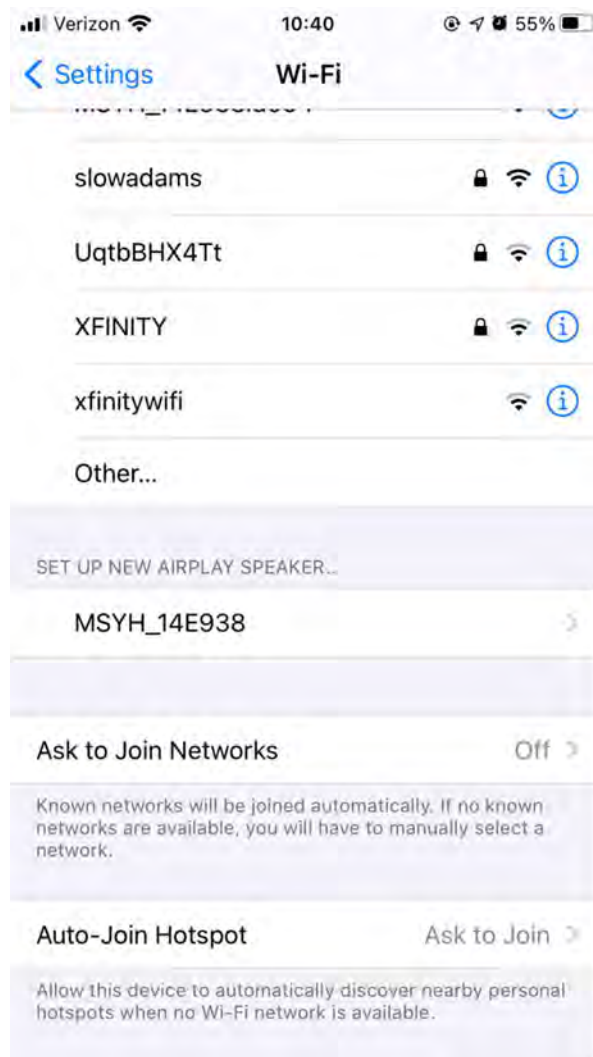 Verizon 10:40 55%
Settings Wi-Fi
slowadams
UqtbBHX4Tt
XFINITY
xfinitywifi
Other...
SET UP NEW AIRPLAY SPEAKER...
MSYH_14E938
Ask to Join Networks Off
Known networks will be joined automatically. If no known
networks are available, you will have to manually select a
network.
Auto-Join Hotspot Ask to Join
Allow this device to automatically discover nearby personal
hotspots when no Wi-Fi network is available.